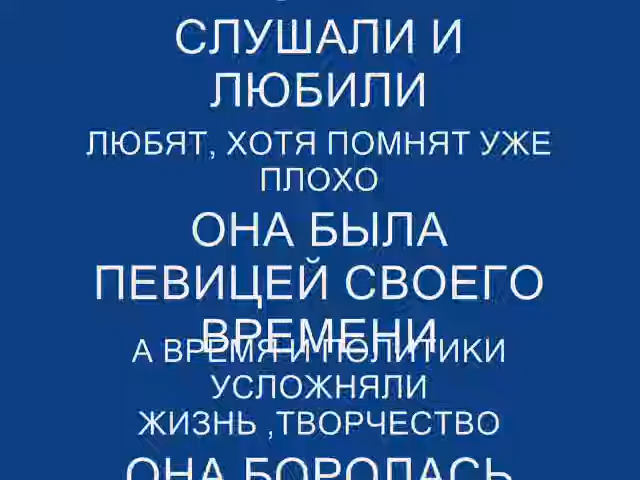 СЛУШАЛИ И
ЛЮБИЛИ
ЛЮБЯТ, ХОТЯ ПОМНЯТ УЖЕ
ПЛОХО
ОНА БЫЛА
ПЕВИЦЕЙ СВОЕГО
ВРЕМЕНИ
А ВРЕМЯ И ПОЛИТИКИ
УСЛОЖНЯЛИ
ЖИЗНЬ ,ТВОРЧЕСТВО
ОНА БОРОЛАСЬ